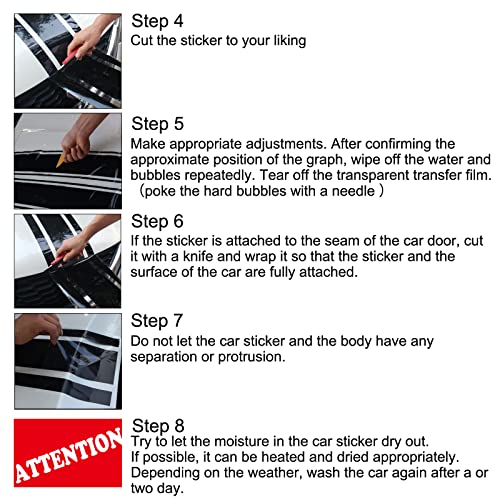 Step 4
Cut the sticker to your liking
Step 5
Make appropriate adjustments. After confirming the
approximate position of the graph, wipe off the water and
bubbles repeatedly. Tear off the transparent transfer film.
（poke the hard bubbles with a needle ）
Step 6
If the sticker is attached to the seam of the car door, cut
it with a knife and wrap it so that the sticker and the
surface of the car are fully attached.
Step 7
Do not let the car sticker and the body have any
separation or protrusion.
ATTENTION
Step 8
Try to let the moisture in the car sticker dry out.
If possible, it can be heated and dried appropriately.
Depending on the weather, wash the car again after a or
two day.